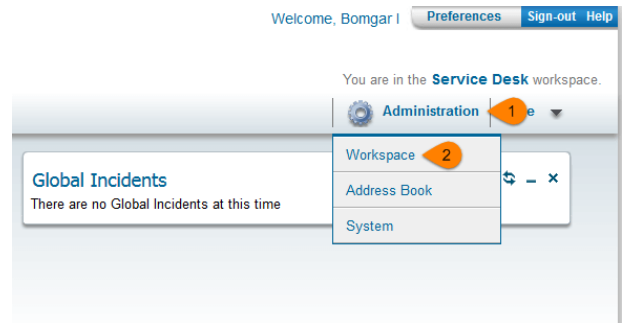 Welcome, Bomgar I Preferences Sign-out Help
You are in the Service Desk workspace.
Administration 1 e
Workspace 2
Global Incidents
There are no Global Incidents at this time
Address Book
System